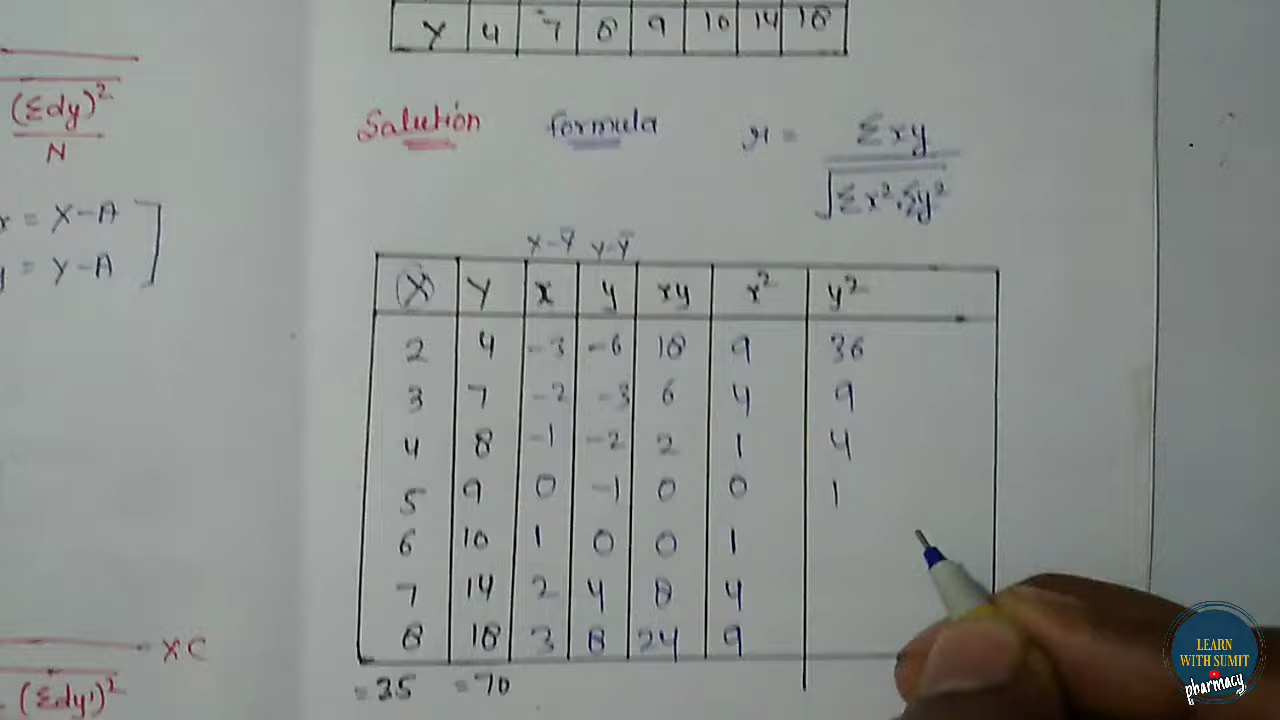 Y 4 7 8 9 10 14 18
(Σdy)²
N
x = X-A
y = Y-A
Solution Formula r = Σxy
√Σx².Σy²
X-Y̅ Y-Y̅
(X) Y x y xy x² y²
2 4 -3 -6 18 9 36
3 7 -2 -3 6 4 9
4 8 -1 -2 2 1 4
5 9 0 -1 0 0 1
6 10 1 0 0 1
7 14 2 4 8 4
8 18 3 8 24 9
=35 =70
XC
(Σdy')²
LEARN
WITH SUMIT
pharmacy